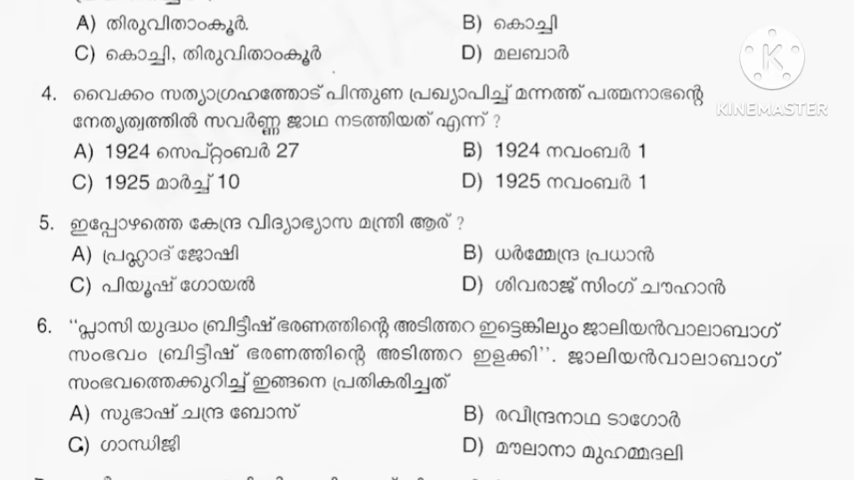 A) തിരുവിതാംകൂർ. B) കൊച്ചി
C) കൊച്ചി, തിരുവിതാംകൂർ D) മലബാർ
KINEMASTER
4. വൈക്കം സത്യാഗ്രഹത്തോട് പിന്തുണ പ്രഖ്യാപിച്ച് മന്നത്ത് പത്മനാഭന്റെ
നേതൃത്വത്തിൽ സവർണ്ണ ജാഥ നടത്തിയത് എന്ന് ?
A) 1924 സെപ്റ്റംബർ 27 B) 1924 നവംബർ 1
C) 1925 മാർച്ച് 10 D) 1925 നവംബർ 1
5. ഇപ്പോഴത്തെ കേന്ദ്ര വിദ്യാഭ്യാസ മന്ത്രി ആര് ?
A) പ്രഹ്ലാദ് ജോഷി B) ധർമ്മേന്ദ്ര പ്രധാൻ
C) പിയൂഷ് ഗോയൽ D) ശിവരാജ് സിംഗ് ചൗഹാൻ
6. “പ്ലാസി യുദ്ധം ബ്രിട്ടീഷ് ഭരണത്തിന്റെ അടിത്തറ ഇട്ടെങ്കിലും ജാലിയൻവാലാബാഗ്
സംഭവം ബ്രിട്ടീഷ് ഭരണത്തിന്റെ അടിത്തറ ഇളക്കി”. ജാലിയൻവാലാബാഗ്
സംഭവത്തെക്കുറിച്ച് ഇങ്ങനെ പ്രതികരിച്ചത്
A) സുഭാഷ് ചന്ദ്ര ബോസ് B) രവീന്ദ്രനാഥ ടാഗോർ
C) ഗാന്ധിജി D) മൗലാനാ മുഹമ്മദലി